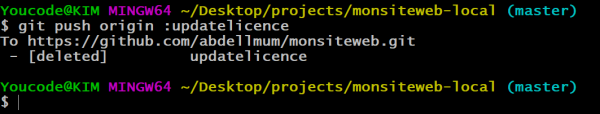 Youcode@KIM MINGW64 ~/Desktop/projects/monsiteweb-local (master)
$ git push origin :updatelicence
To https://github.com/abdellmum/monsiteweb.git
 - [deleted]         updatelicence

Youcode@KIM MINGW64 ~/Desktop/projects/monsiteweb-local (master)
$